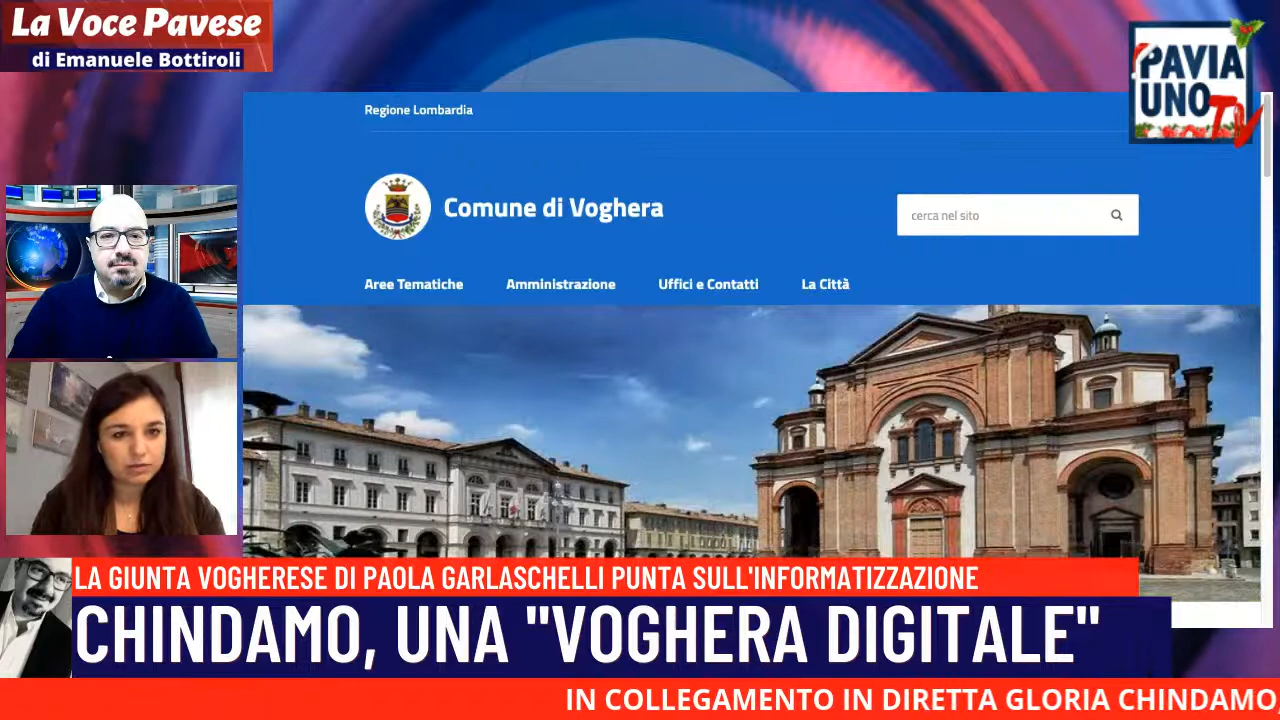 La Voce Pavese
di Emanuele Bottiroli
PAVIA
UNO
TV
Regione Lombardia
Comune di Voghera
cerca nel sito
Aree Tematiche Amministrazione Uffici e Contatti La Città
LA GIUNTA VOGHERESE DI PAOLA GARLASCHELLI PUNTA SULL'INFORMATIZZAZIONE
CHINDAMO, UNA "VOGHERA DIGITALE"
IN COLLEGAMENTO IN DIRETTA GLORIA CHINDAMO,